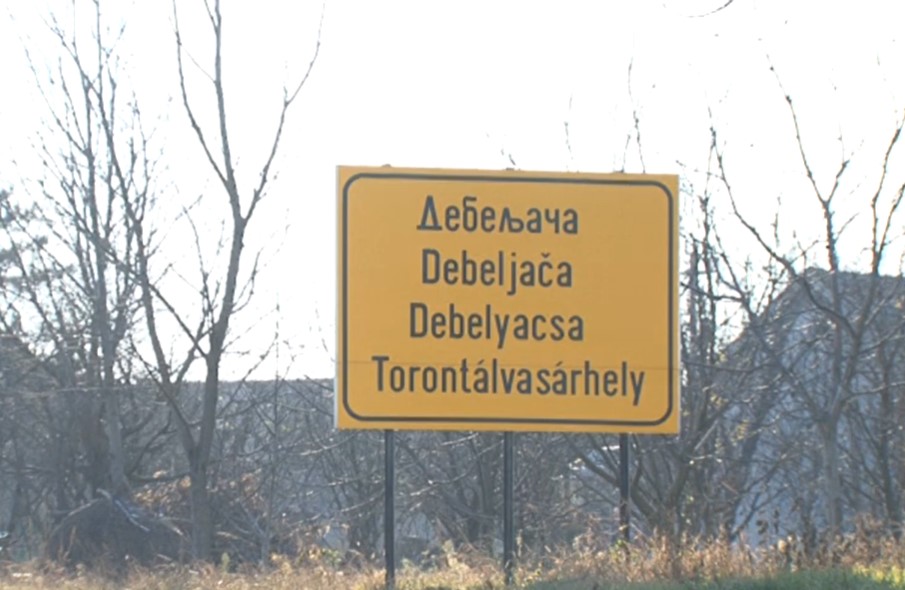 Дебељача
Debeljača
Debelyacsa
Torontálvasárhely